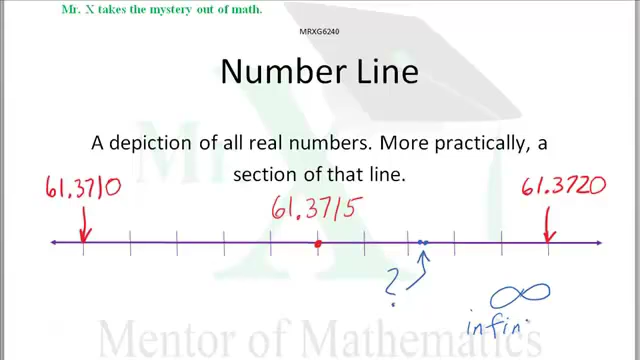 Mr. X takes the mystery out of math.
MRXG6240
Number Line
A depiction of all real numbers. More practically, a
section of that line.
61.3710
61.3715
61.3720
?
∞
infin
Mr. X
Mentor of Mathematics